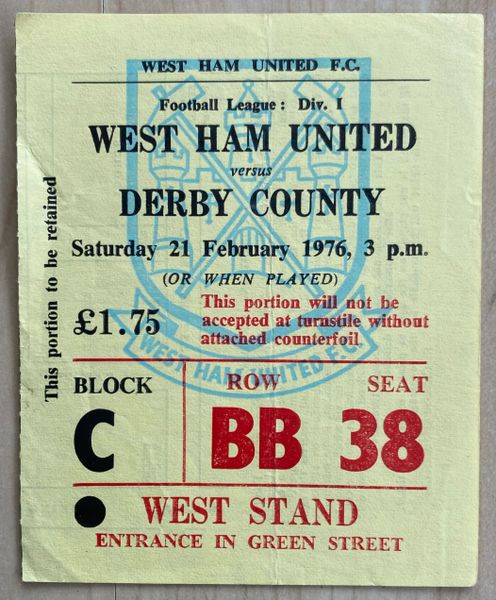 WEST HAM UNITED F.C.
Football League: Div. I
WEST HAM UNITED
versus
DERBY COUNTY
Saturday 21 February 1976, 3 p.m.
(OR WHEN PLAYED)
£1.75
This portion will not be
accepted at turnstile without
attached counterfoil
WEST HAM UNITED F.C.
This portion to be retained
BLOCK
ROW
SEAT
C
BB
38
WEST STAND
ENTRANCE IN GREEN STREET